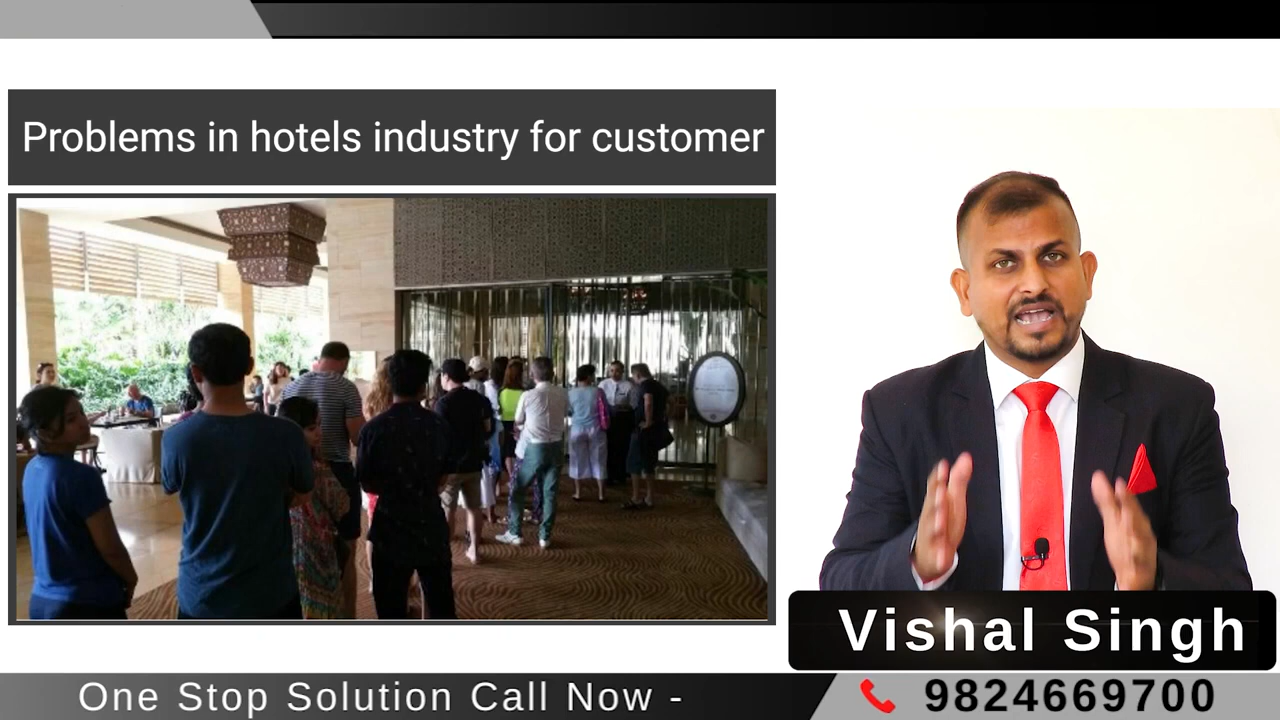 Problems in hotels industry for customer
Vishal Singh
One Stop Solution Call Now -
9824669700